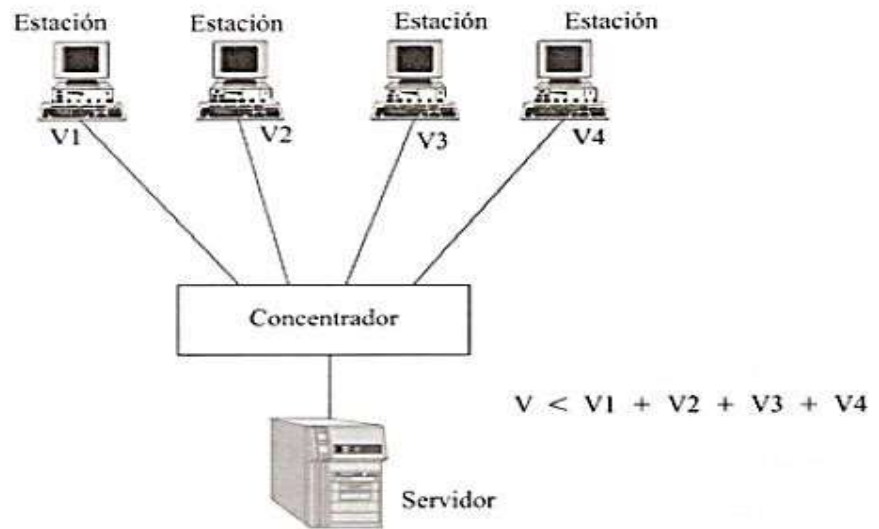 Estación Estación Estación Estación
V1 V2 V3 V4
Concentrador
V < V1 + V2 + V3 + V4
Servidor